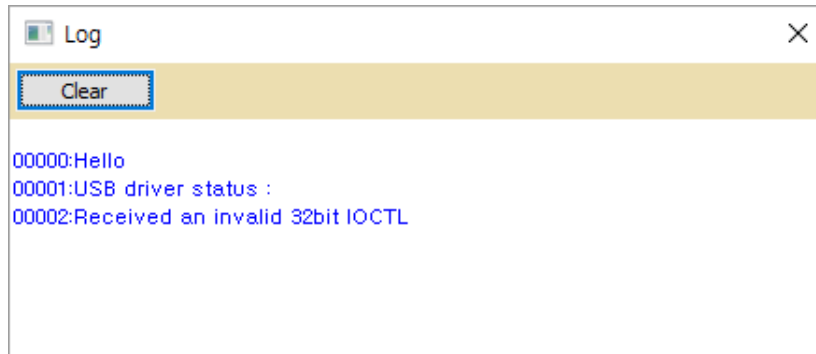 Log
Clear
00000:Hello
00001:USB driver status :
00002:Received an invalid 32bit IOCTL